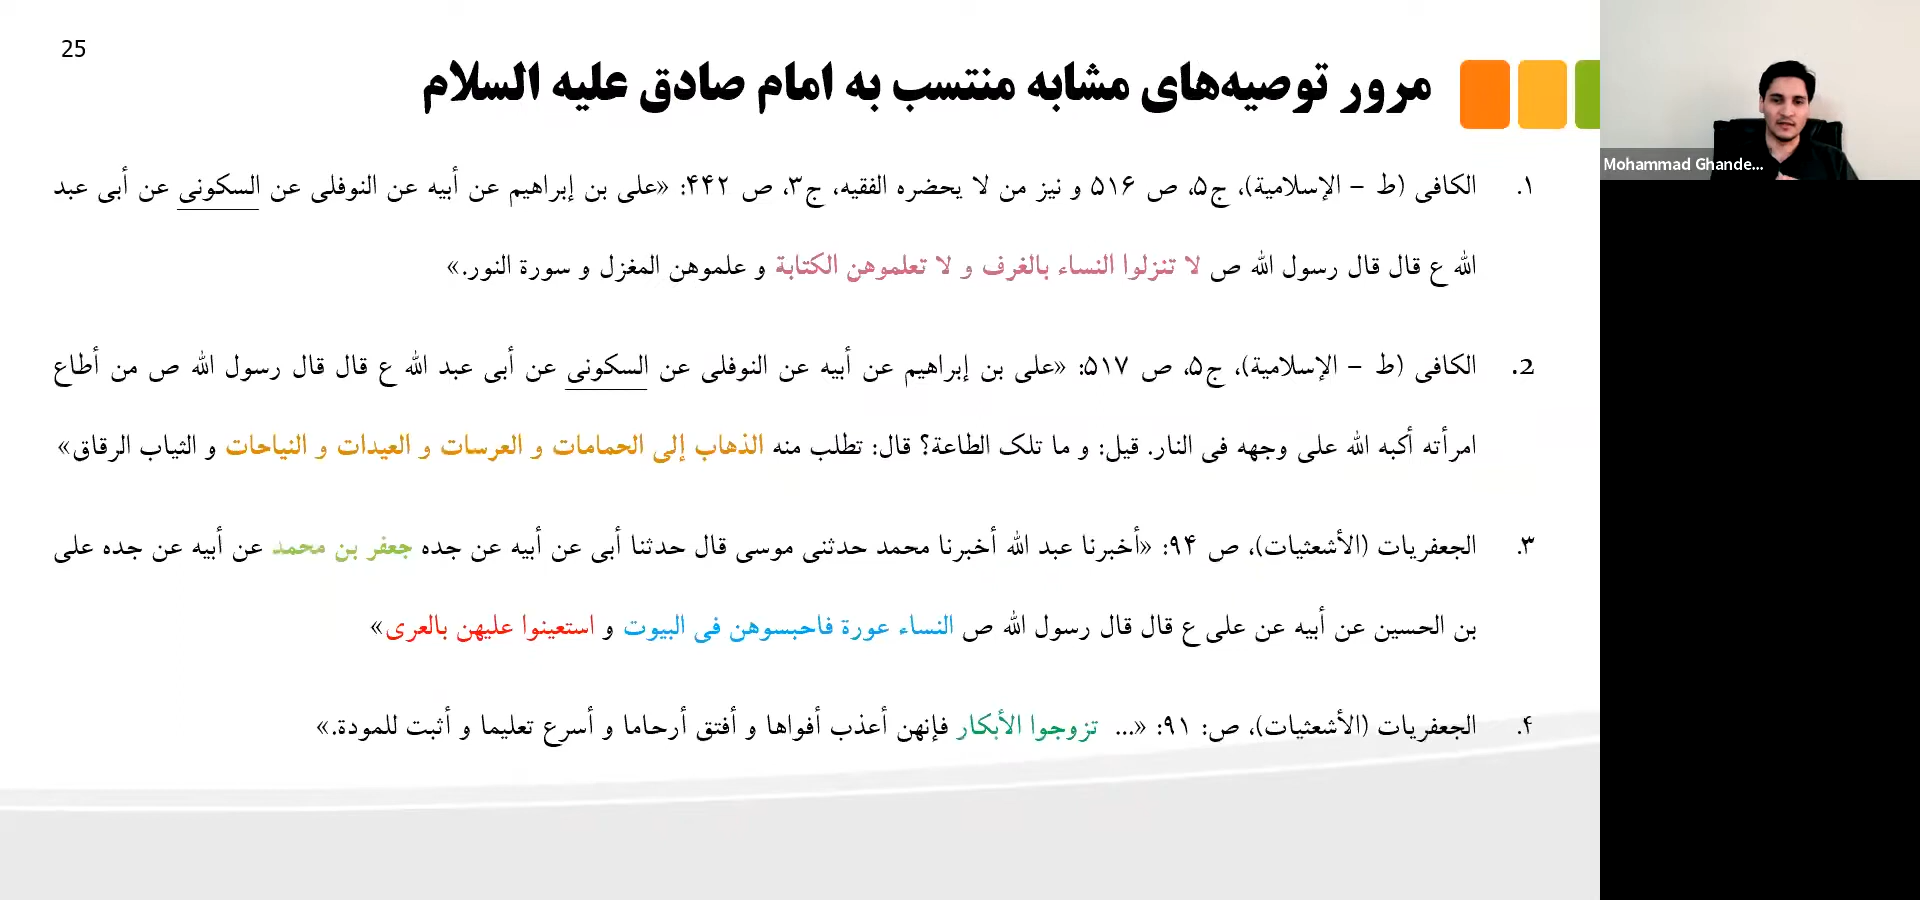 25
مرور توصیه‌های مشابه منتسب به امام صادق علیه السلام
۱. الکافی (ط – الإسلامیة)، ج۵، ص ۵۱۶ و نیز من لا یحضره الفقیه، ج۳، ص ۴۴۲: «علی بن إبراهیم عن أبیه عن النوفلی عن السکونی عن أبی عبد
الله ع قال قال رسول الله ص لا تنزلوا النساء بالغرف و لا تعلموهن الکتابة و علموهن المغزل و سورة النور.»
2. الکافی (ط – الإسلامیة)، ج۵، ص ۵۱۷: «علی بن إبراهیم عن أبیه عن النوفلی عن السکونی عن أبی عبد الله ع قال قال رسول الله ص من أطاع
امرأته أکبه الله علی وجهه فی النار. قیل: و ما تلک الطاعة؟ قال: تطلب منه الذهاب إلی الحمامات و العرسات و العیدات و النیاحات و الثیاب الرقاق»
۳. الجعفریات (الأشعثیات)، ص ۹۴: «أخبرنا عبد الله أخبرنا محمد حدثنی موسی قال حدثنا أبی عن أبیه عن جده جعفر بن محمد عن أبیه عن جده علی
بن الحسین عن أبیه عن علی ع قال قال رسول الله ص النساء عورة فاحبسوهن فی البیوت و استعینوا علیهن بالعری»
۴. الجعفریات (الأشعثیات)، ص: ۹۱: «... تزوجوا الأبکار فإنهن أعذب أفواها و أفتق أرحاما و أسرع تعلیما و أثبت للمودة.»
Mohammad Ghande...